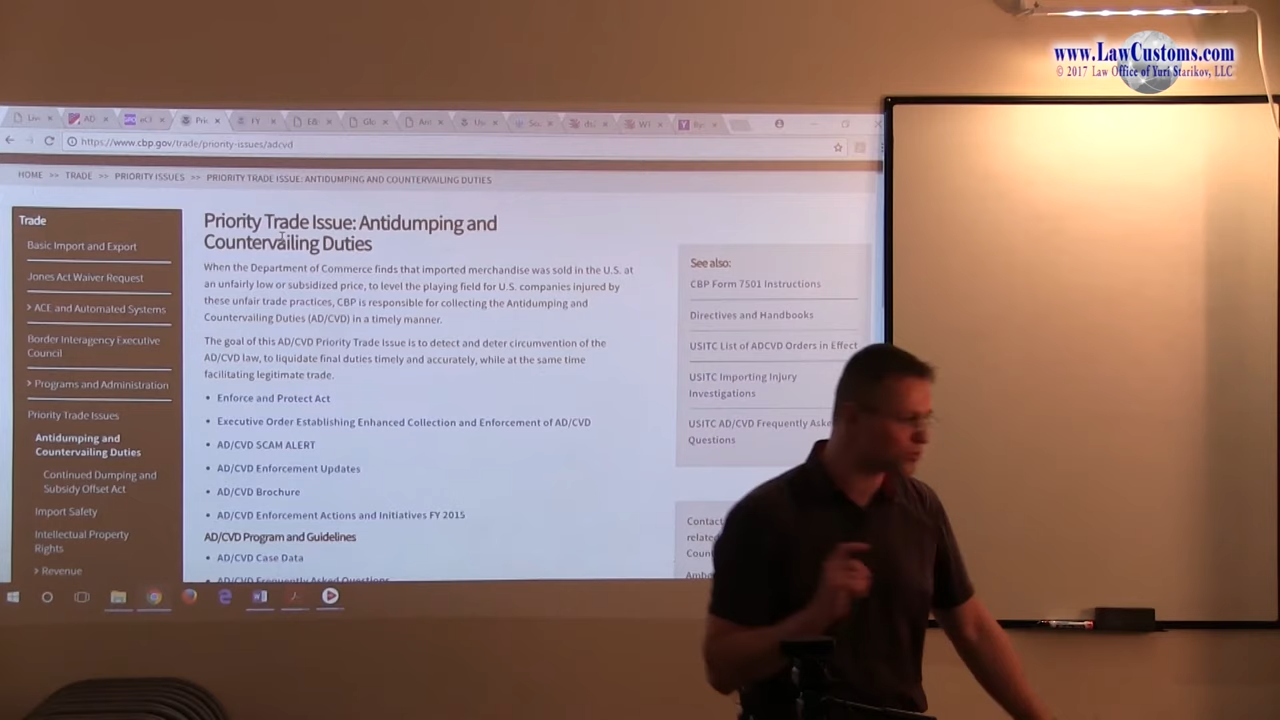 www.LawCustoms.com
© 2017 Law Office of Yuri Starikov, LLC
AD
FY
https://www.cbp.gov/trade/priority-issues/adcvd
HOME >> TRADE >> PRIORITY ISSUES >> PRIORITY TRADE ISSUE: ANTIDUMPING AND COUNTERVAILING DUTIES
Trade
Basic Import and Export
Jones Act Waiver Request
> ACE and Automated Systems
Border Interagency Executive
Council
> Programs and Administration
Priority Trade Issues
Antidumping and
Countervailing Duties
Continued Dumping and
Subsidy Offset Act
Import Safety
Intellectual Property
Rights
> Revenue
Priority Trade Issue: Antidumping and
Countervailing Duties
When the Department of Commerce finds that imported merchandise was sold in the U.S. at
an unfairly low or subsidized price, to level the playing field for U.S. companies injured by
these unfair trade practices, CBP is responsible for collecting the Antidumping and
Countervailing Duties (AD/CVD) in a timely manner.
The goal of this AD/CVD Priority Trade Issue is to detect and deter circumvention of the
AD/CVD law, to liquidate final duties timely and accurately, while at the same time
facilitating legitimate trade.
• Enforce and Protect Act
• Executive Order Establishing Enhanced Collection and Enforcement of AD/CVD
• AD/CVD SCAM ALERT
• AD/CVD Enforcement Updates
• AD/CVD Brochure
• AD/CVD Enforcement Actions and Initiatives FY 2015
AD/CVD Program and Guidelines
• AD/CVD Case Data
• AD/CVD Frequently Asked Questions
See also:
CBP Form 7501 Instructions
Directives and Handbooks
USITC List of ADCVD Orders in Effect
USITC Importing Injury
Investigations
USITC AD/CVD Frequently Aske
Questions
Contac
relate
Coun